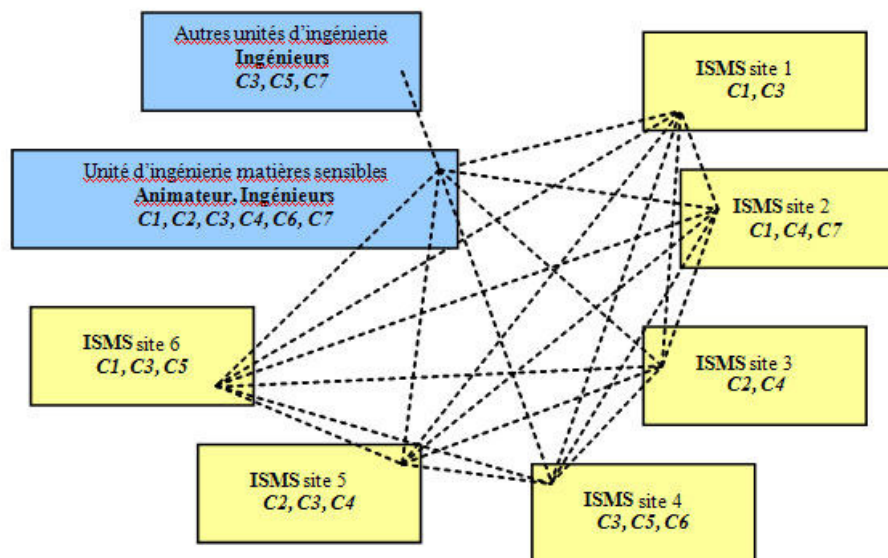 Autres unités d'ingénierie
Ingénieurs
C3, C5, C7
Unité d'ingénierie matières sensibles
Animateur, Ingénieurs
C1, C2, C3, C4, C6, C7
ISMS site 1
C1, C3
ISMS site 2
C1, C4, C7
ISMS site 3
C2, C4
ISMS site 4
C3, C5, C6
ISMS site 5
C2, C3, C4
ISMS site 6
C1, C3, C5